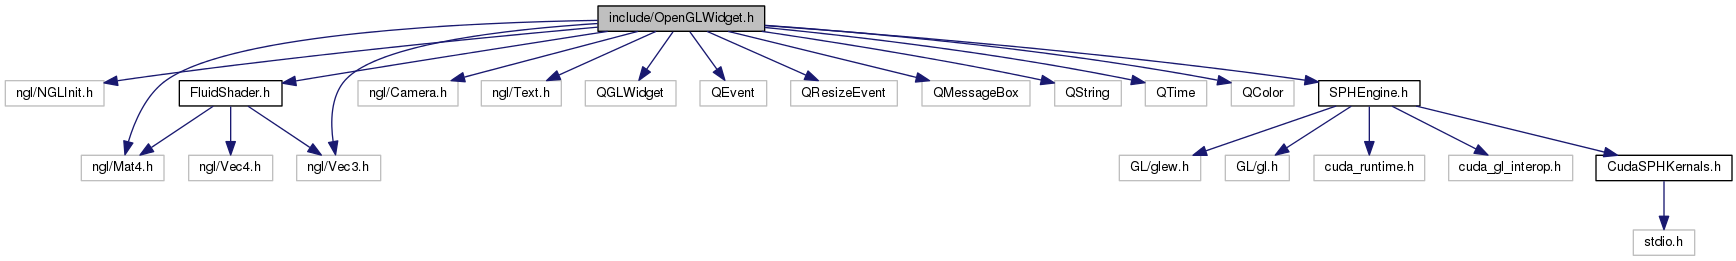 include/OpenGLWidget.h
ngl/NGLInit.h
FluidShader.h
ngl/Camera.h
ngl/Text.h
QGLWidget
QEvent
QResizeEvent
QMessageBox
QString
QTime
QColor
SPHEngine.h
ngl/Mat4.h
ngl/Vec4.h
ngl/Vec3.h
GL/glew.h
GL/gl.h
cuda_runtime.h
cuda_gl_interop.h
CudaSPHKernals.h
stdio.h